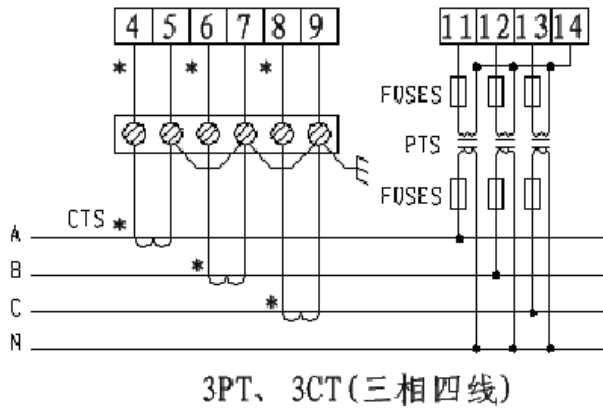 4 5 6 7 8 9 11 12 13 14
* * *
FUSES
PTS
FUSES
CTS *
A
*
B
*
C
N
3PT、3CT(三相四线)